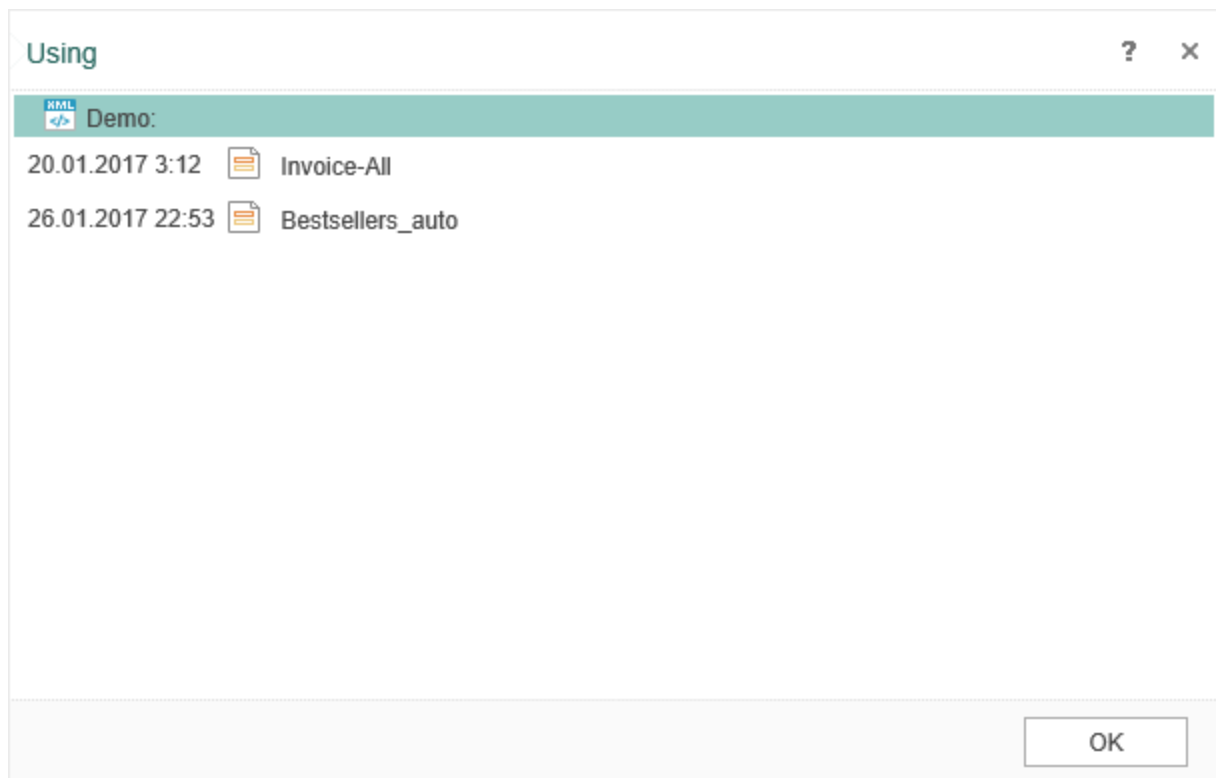 Using ? ×
XML </> Demo:
20.01.2017 3:12 Invoice-All
26.01.2017 22:53 Bestsellers_auto
OK